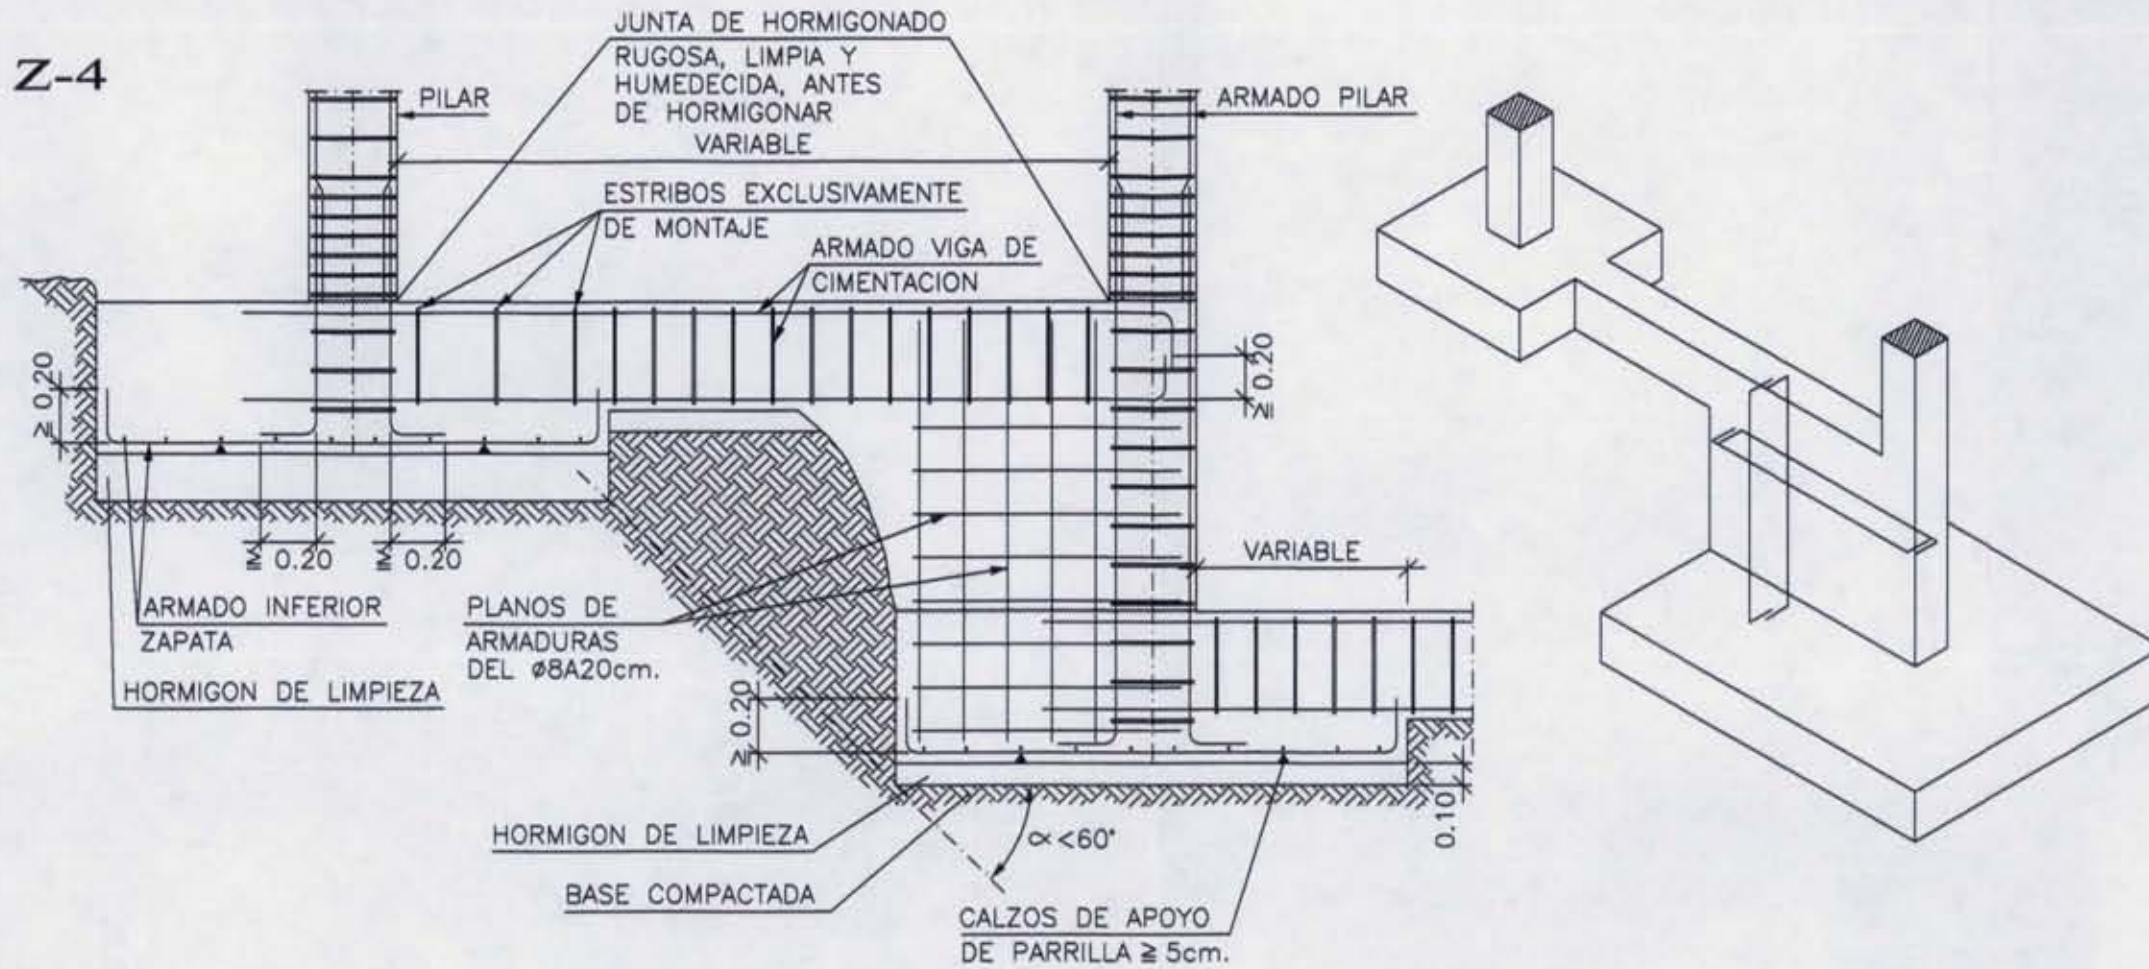 Z-4
JUNTA DE HORMIGONADO
RUGOSA, LIMPIA Y
HUMEDECIDA, ANTES
DE HORMIGONAR
PILAR
ARMADO PILAR
VARIABLE
ESTRIBOS EXCLUSIVAMENTE
DE MONTAJE
ARMADO VIGA DE
CIMENTACION
≥ 0.20
≥ 0.20
≥ 0.20
≥ 0.20
VARIABLE
ARMADO INFERIOR
ZAPATA
PLANOS DE
ARMADURAS
DEL ø8A20cm.
HORMIGON DE LIMPIEZA
≥ 0.20
0.10
HORMIGON DE LIMPIEZA
∝<60°
BASE COMPACTADA
CALZOS DE APOYO
DE PARRILLA ≧ 5cm.